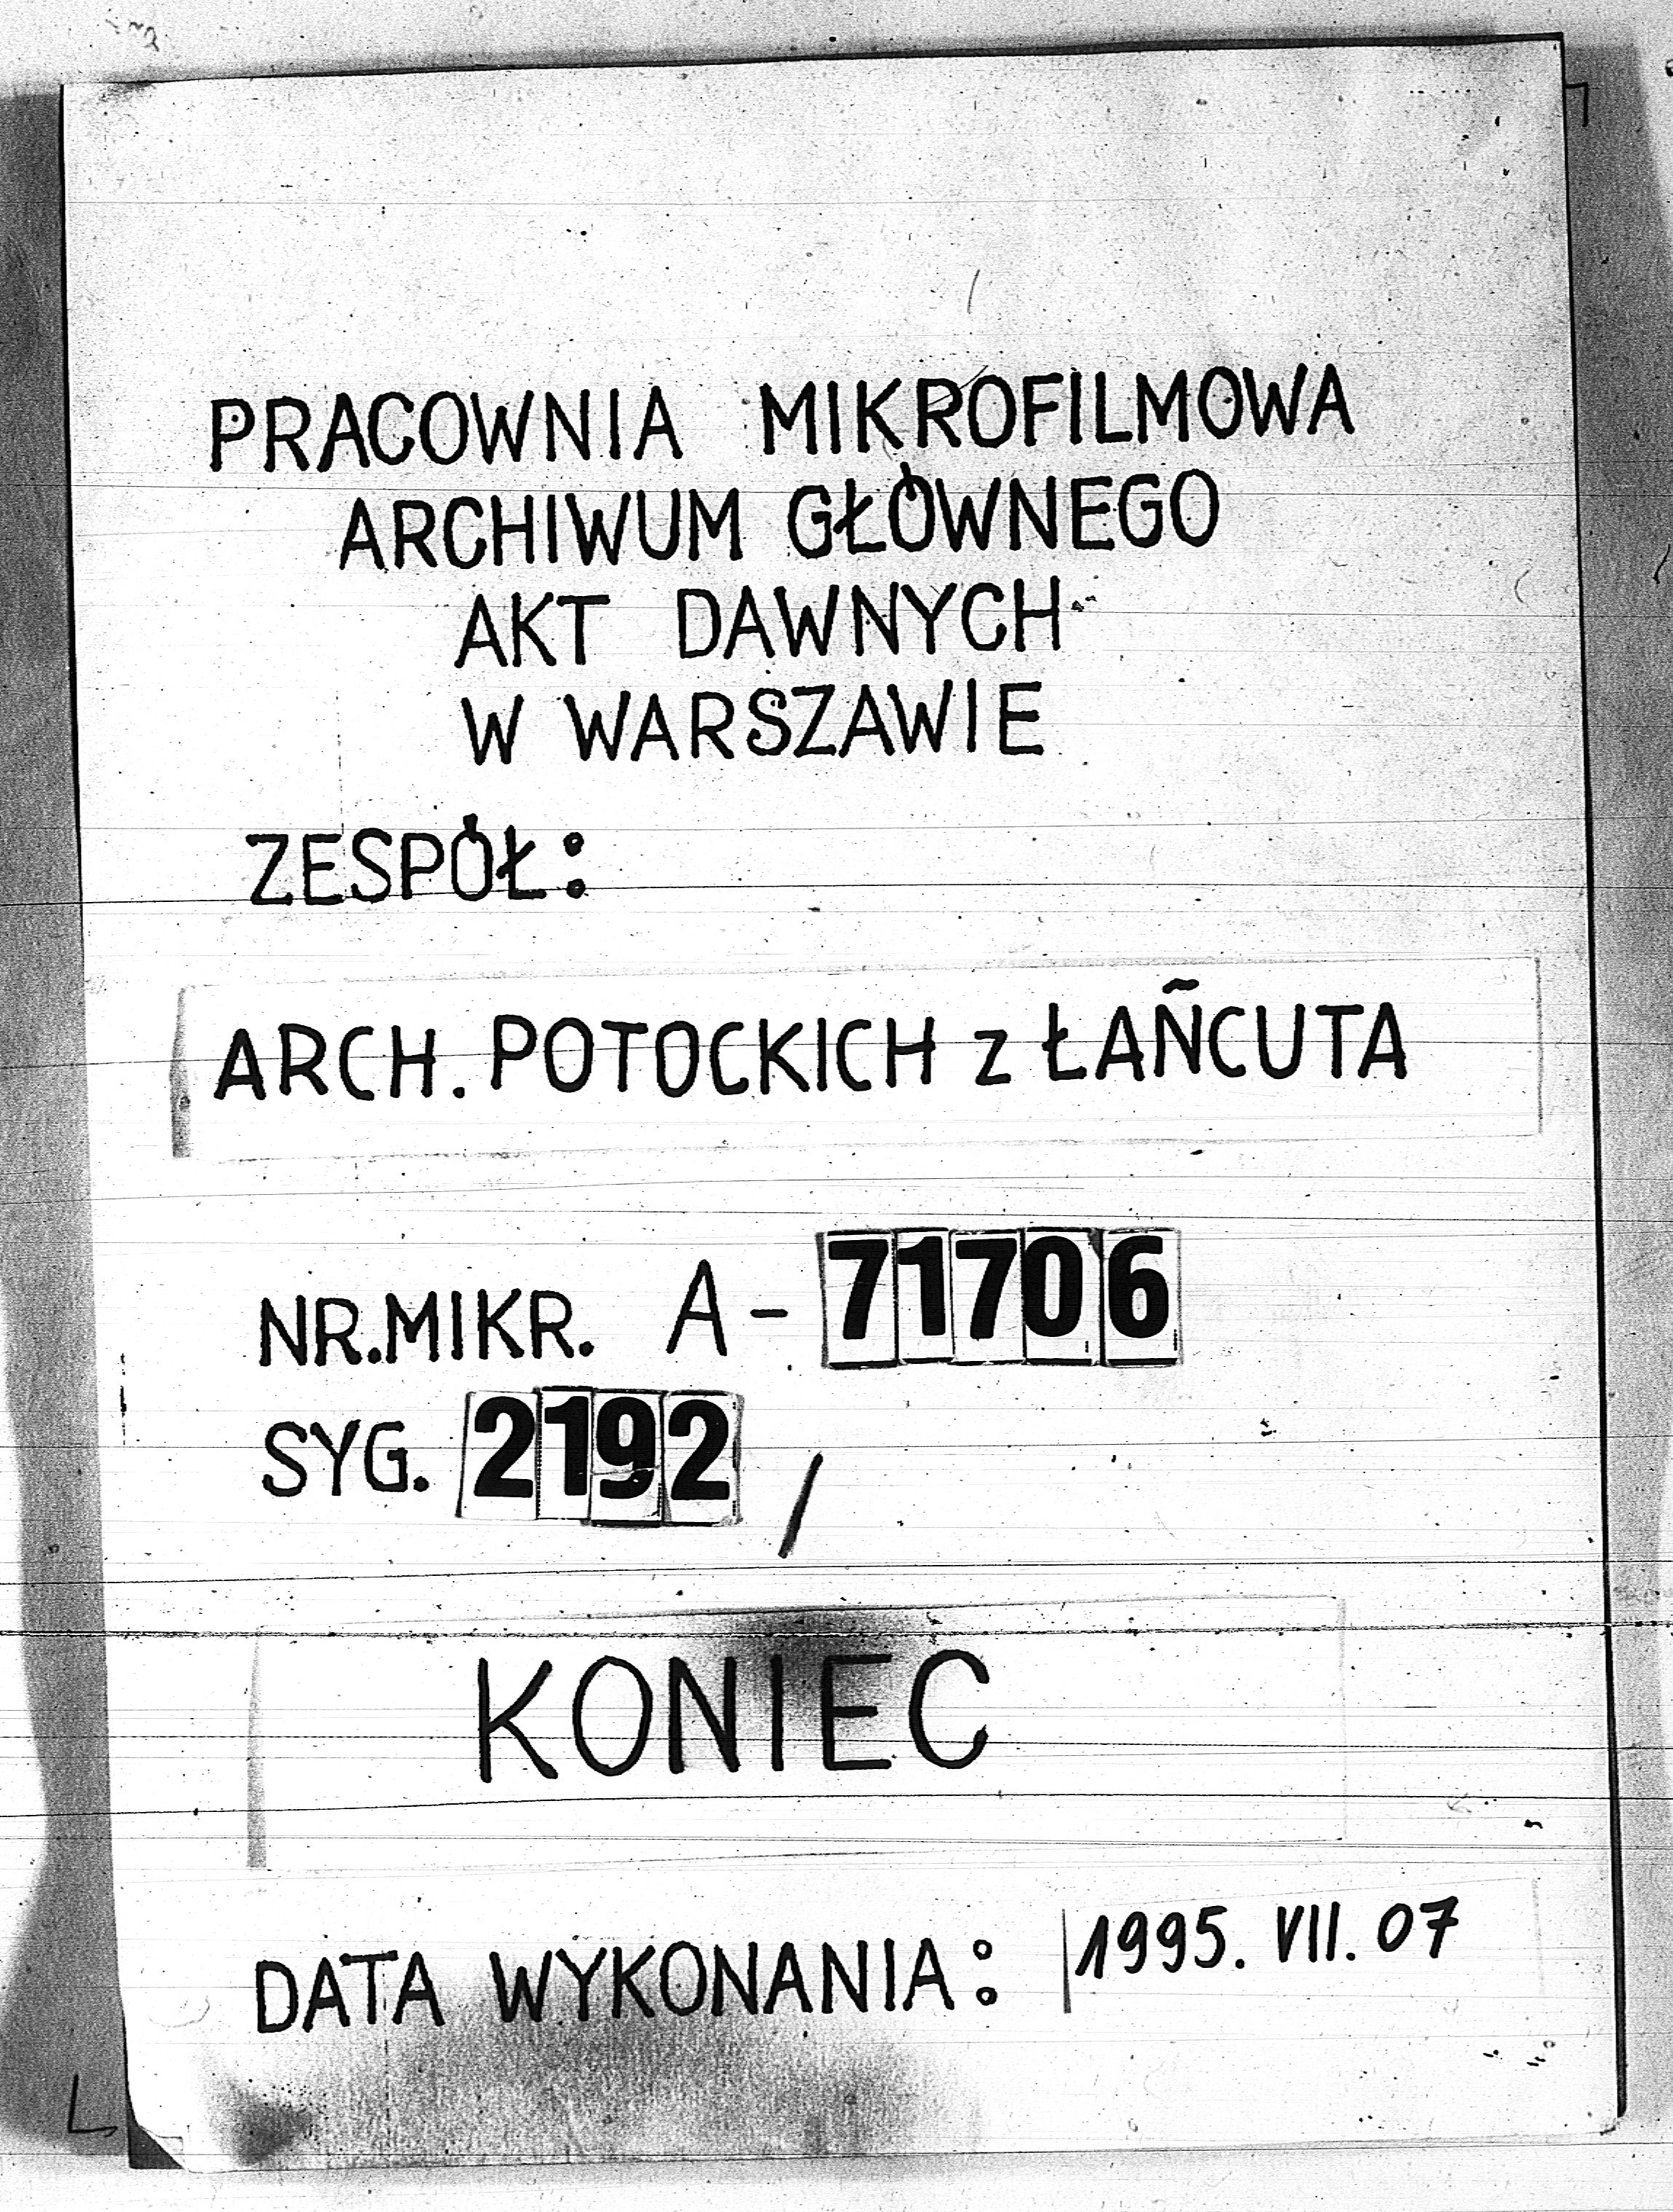 PRACOWNIA MIKROFILMOWA
ARCHIWUM GŁÓWNEGO
AKT DAWNYCH
W WARSZAWIE
ZESPÓŁ:
ARCH. POTOCKICH z ŁAŃCUTA
NR. MIKR. A-71706
SYG. 2192 /
KONIEC
DATA WYKONANIA: 1995. VII. 07